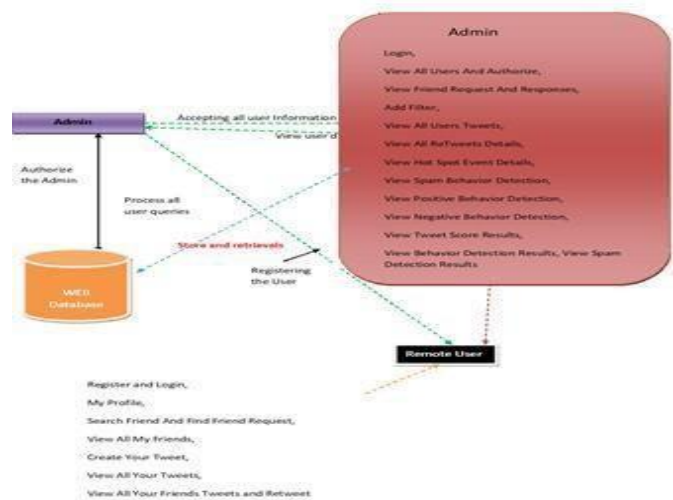 Admin
Login,
View All Users And Authorize,
View Friend Request And Responses,
Add Filter,
View All Users Tweets,
View All ReTweets Details,
View Hot Spot Event Details,
View Spam Behavior Detection,
View Positive Behavior Detection,
View Negative Behavior Detection,
View Tweet Score Results,
View Behavior Detection Results, View Spam
Detection Results
Admin
Accepting all user Information
View user d
Authorize
the Admin
Process all
user queries
Store and retrievals
Registering
the User
WEB
Database
Remote User
Register and Login,
My Profile,
Search Friend And Find Friend Request,
View All My Friends,
Create Your Tweet,
View All Your Tweets,
View All Your Friends Tweets and Retweet